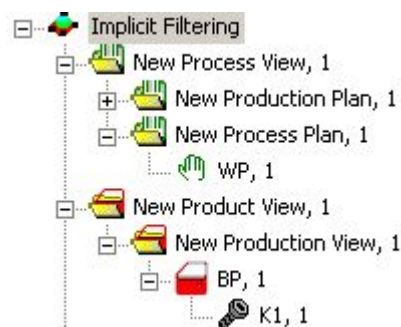 Implicit Filtering
New Process View, 1
New Production Plan, 1
New Process Plan, 1
WP, 1
New Product View, 1
New Production View, 1
BP, 1
K1, 1